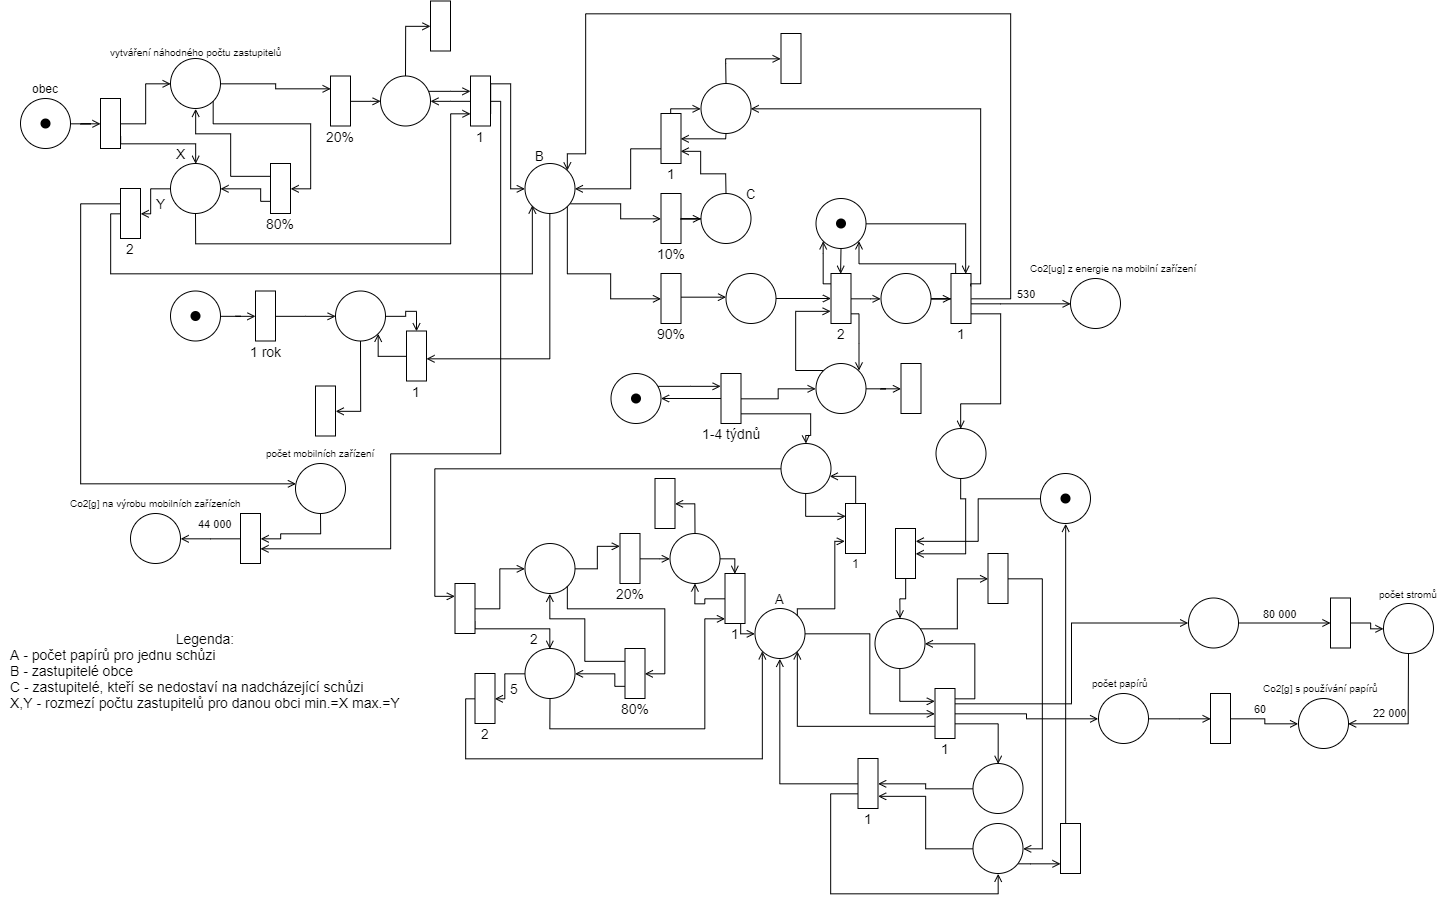 vytváření náhodného počtu zastupitelů
obec
20%
1
X
Y
2
80%
B
1
C
10%
90%
2
1
Co2[ug] z energie na mobilní zařízení
530
1 rok
1
1-4 týdnů
počet mobilních zařízení
Co2[g] na výrobu mobilních zařízeních
44 000
1
20%
2
5
2
80%
1
A
1
1
80 000
počet stromů
počet papírů
60
Co2[g] s používání papírů
22 000
Legenda:
A - počet papírů pro jednu schůzi
B - zastupitelé obce
C - zastupitelé, kteří se nedostaví na nadcházející schůzi
X,Y - rozmezí počtu zastupitelů pro danou obci min.=X max.=Y